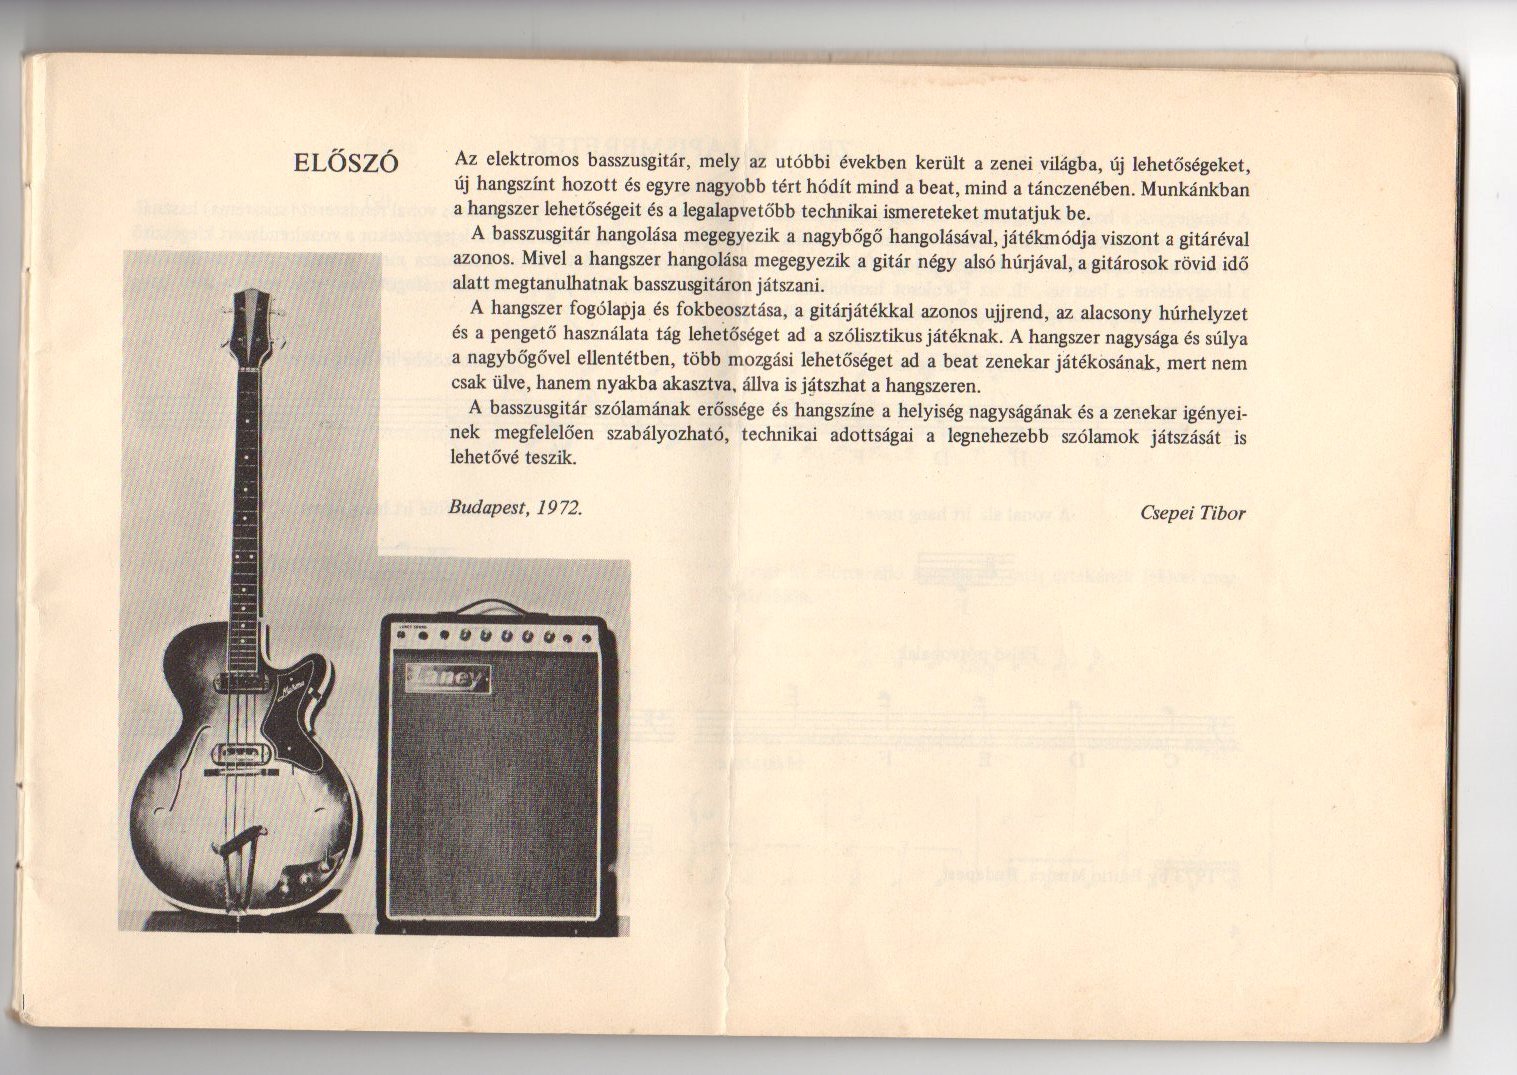 ELŐSZÓ
Az elektromos basszusgitár, mely az utóbbi években került a zenei világba, új lehetőségeket,
új hangszínt hozott és egyre nagyobb tért hódít mind a beat, mind a tánczenében. Munkánkban
a hangszer lehetőségeit és a legalapvetőbb technikai ismereteket mutatjuk be.
A basszusgitár hangolása megegyezik a nagybőgő hangolásával, játékmódja viszont a gitáréval
azonos. Mivel a hangszer hangolása megegyezik a gitár négy alsó húrjával, a gitárosok rövid idő
alatt megtanulhatnak basszusgitáron játszani.
A hangszer fogólapja és fokbeosztása, a gitárjátékkal azonos ujjrend, az alacsony húrhelyzet
és a pengető használata tág lehetőséget ad a szólisztikus játéknak. A hangszer nagysága és súlya
a nagybőgővel ellentétben, több mozgási lehetőséget ad a beat zenekar játékosának, mert nem
csak ülve, hanem nyakba akasztva, állva is játszhat a hangszeren.
A basszusgitár szólamának erőssége és hangszíne a helyiség nagyságának és a zenekar igényei-
nek megfelelően szabályozható, technikai adottságai a legnehezebb szólamok játszását is
lehetővé teszik.
Budapest, 1972.
Csepei Tibor
Laney